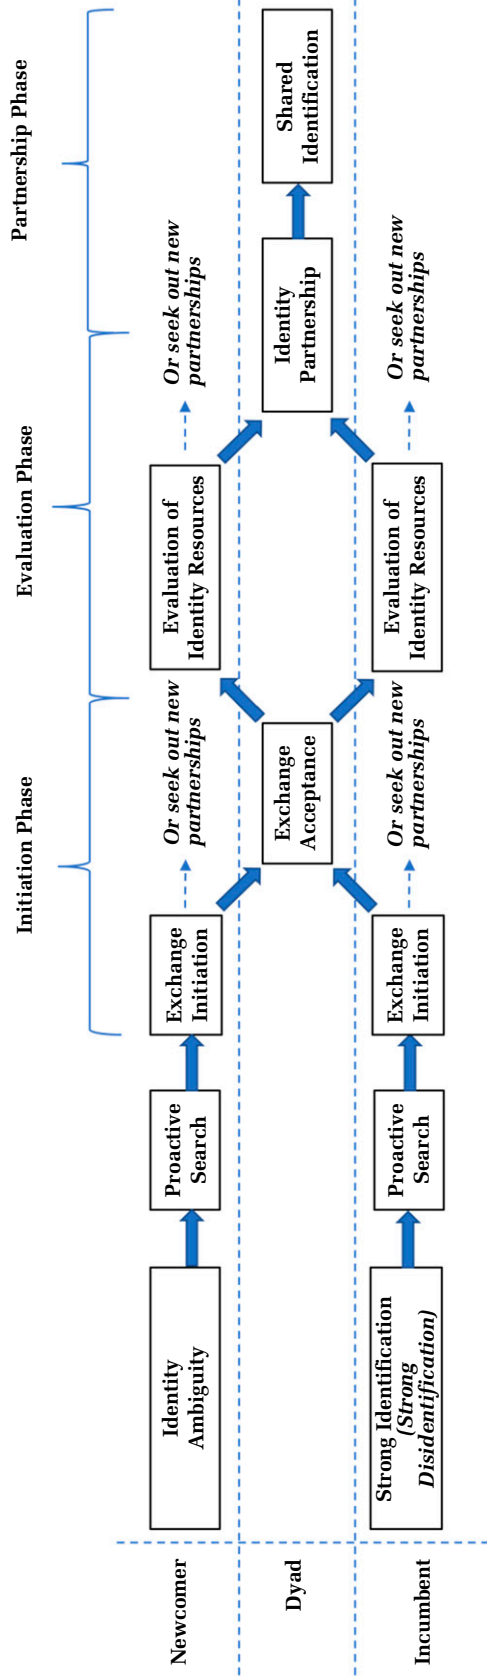 Initiation Phase
Evaluation Phase
Partnership Phase
Newcomer
Identity
Ambiguity
Proactive
Search
Exchange
Initiation
Or seek out new
partnerships
Evaluation of
Identity Resources
Or seek out new
partnerships
Dyad
Exchange
Acceptance
Identity
Partnership
Shared
Identification
Incumbent
Strong Identification
(Strong
Disidentification)
Proactive
Search
Exchange
Initiation
Or seek out new
partnerships
Evaluation of
Identity Resources
Or seek out new
partnerships